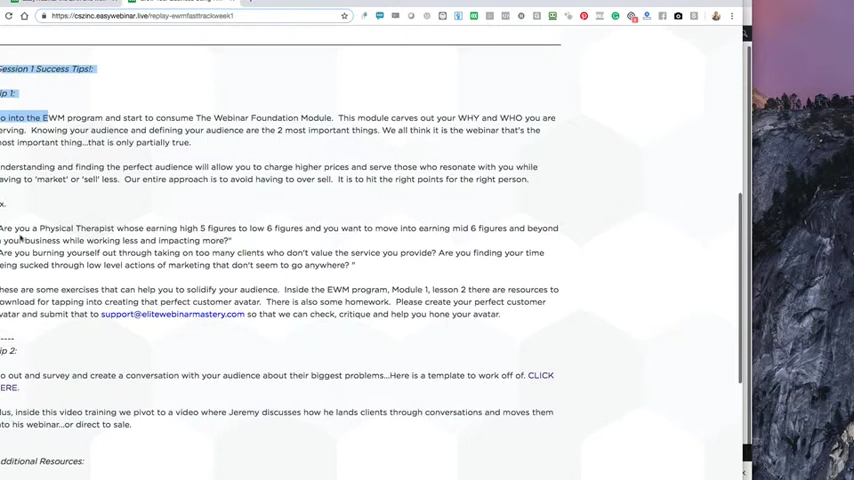 https://cszinc.easywebinar.live/replay-ewmfasttrackweek1
ession 1 Success Tips!:
ip 1:
o into the EWM program and start to consume The Webinar Foundation Module. This module carves out your WHY and WHO you are
erving. Knowing your audience and defining your audience are the 2 most important things. We all think it is the webinar that's the
ost important thing...that is only partially true.
nderstanding and finding the perfect audience will allow you to charge higher prices and serve those who resonate with you while
aving to 'market' or 'sell' less. Our entire approach is to avoid having to over sell. It is to hit the right points for the right person.
x.
Are you a Physical Therapist whose earning high 5 figures to low 6 figures and you want to move into earning mid 6 figures and beyond
n your business while working less and impacting more?"
Are you burning yourself out through taking on too many clients who don't value the service you provide? Are you finding your time
eing sucked through low level actions of marketing that don't seem to go anywhere? "
hese are some exercises that can help you to solidify your audience. Inside the EWM program, Module 1, lesson 2 there are resources to
ownload for tapping into creating that perfect customer avatar. There is also some homework. Please create your perfect customer
vatar and submit that to support@elitewebinarmastery.com so that we can check, critique and help you hone your avatar.
----
ip 2:
o out and survey and create a conversation with your audience about their biggest problems...Here is a template to work off of. CLICK
ERE.
lus, inside this video training we pivot to a video where Jeremy discusses how he lands clients through conversations and moves them
nto his webinar...or direct to sale.
dditional Resources: